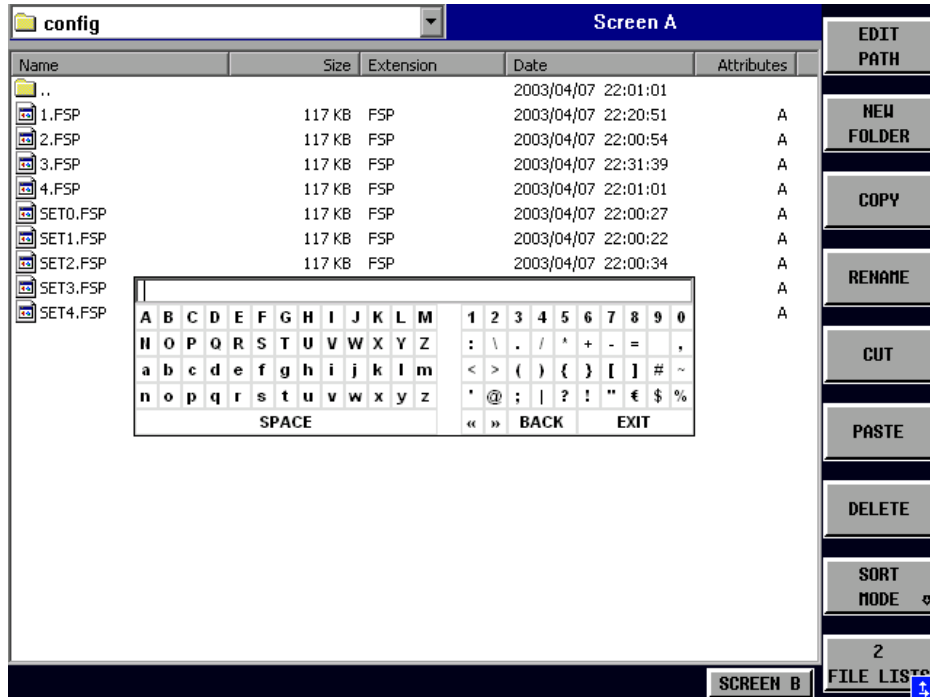 config
Screen A
Name Size Extension Date Attributes
.. 2003/04/07 22:01:01
1.FSP 117 KB FSP 2003/04/07 22:20:51 A
2.FSP 117 KB FSP 2003/04/07 22:00:54 A
3.FSP 117 KB FSP 2003/04/07 22:31:39 A
4.FSP 117 KB FSP 2003/04/07 22:01:01 A
SET0.FSP 117 KB FSP 2003/04/07 22:00:27 A
SET1.FSP 117 KB FSP 2003/04/07 22:00:22 A
SET2.FSP 117 KB FSP 2003/04/07 22:00:34 A
SET3.FSP A
SET4.FSP A
A B C D E F G H I J K L M 1 2 3 4 5 6 7 8 9 0
N O P Q R S T U V W X Y Z : \ . / * + - = ,
a b c d e f g h i j k l m < > ( ) { } [ ] # ~
n o p q r s t u v w x y z ' @ ; | ? ! " € $ %
SPACE « » BACK EXIT
EDIT
PATH
NEW
FOLDER
COPY
RENAME
CUT
PASTE
DELETE
SORT
MODE
2
FILE LISTS
SCREEN B